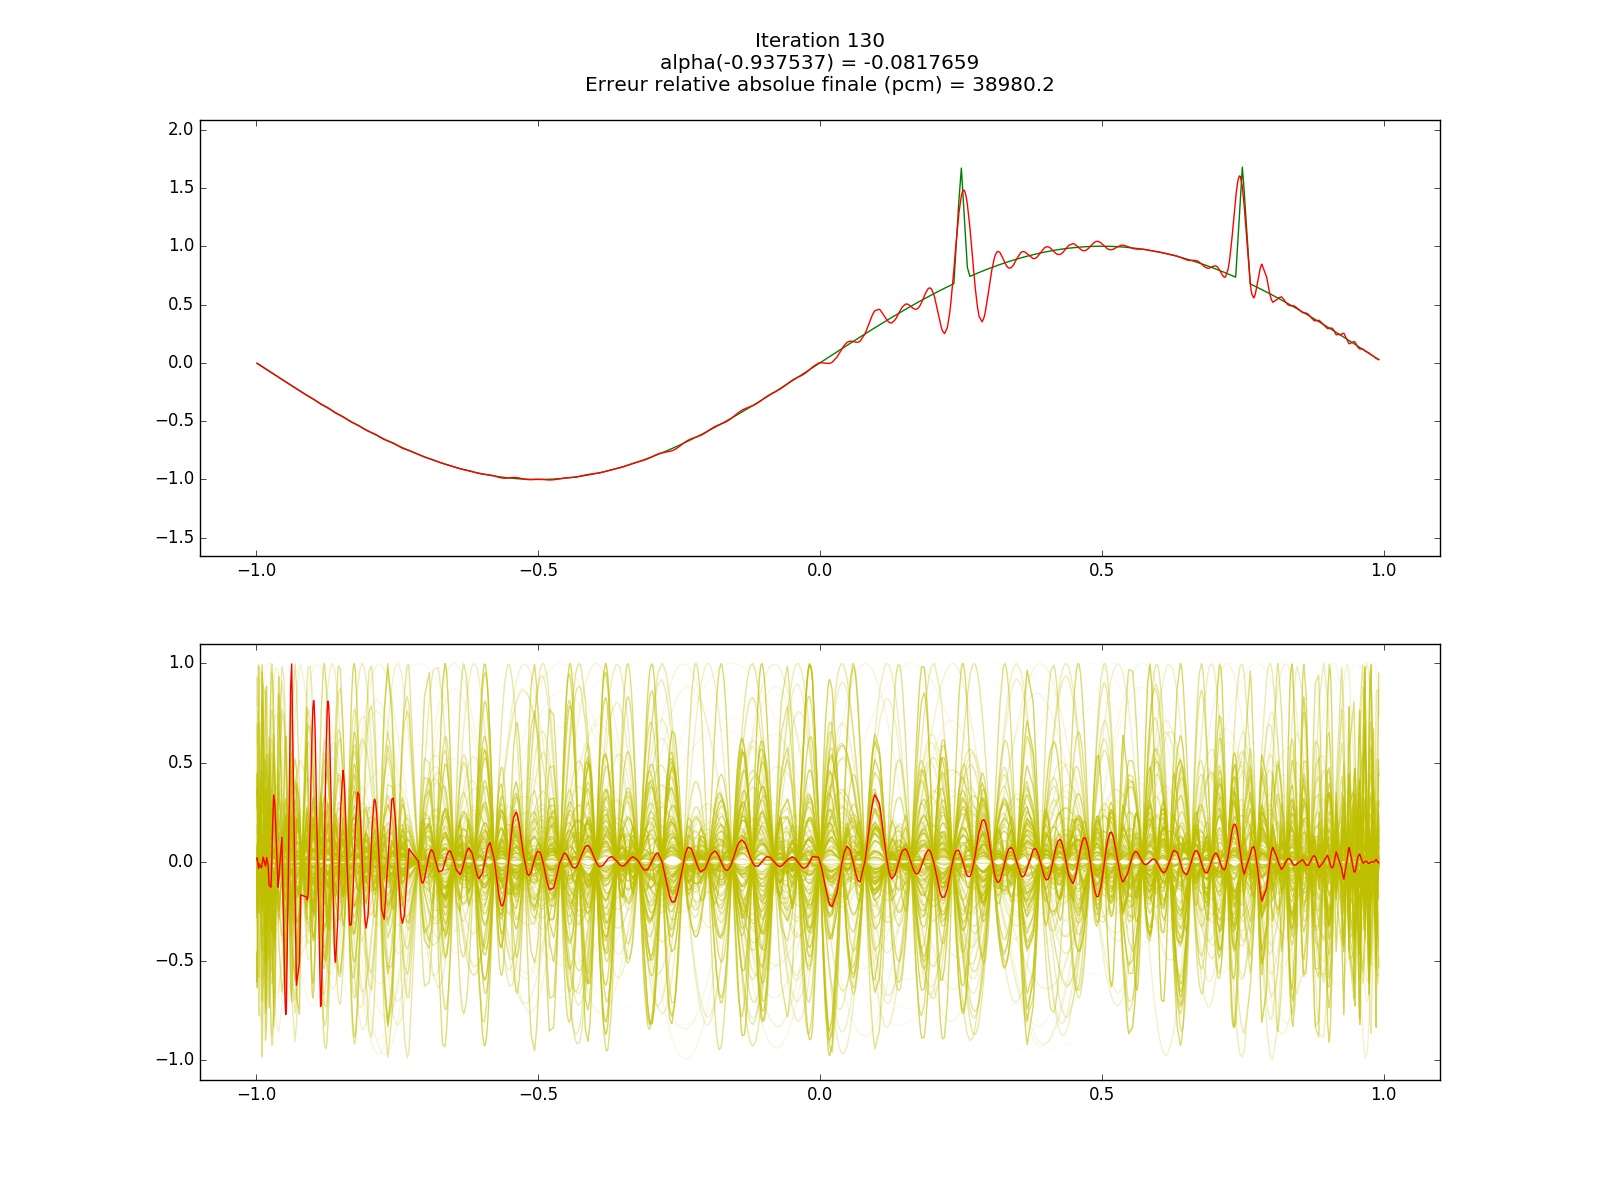 Iteration 130
alpha(-0.937537) = -0.0817659
Erreur relative absolue finale (pcm) = 38980.2
2.0
1.5
1.0
0.5
0.0
−0.5
−1.0
−1.5
−1.0 −0.5 0.0 0.5 1.0
1.0
0.5
0.0
−0.5
−1.0
−1.0 −0.5 0.0 0.5 1.0